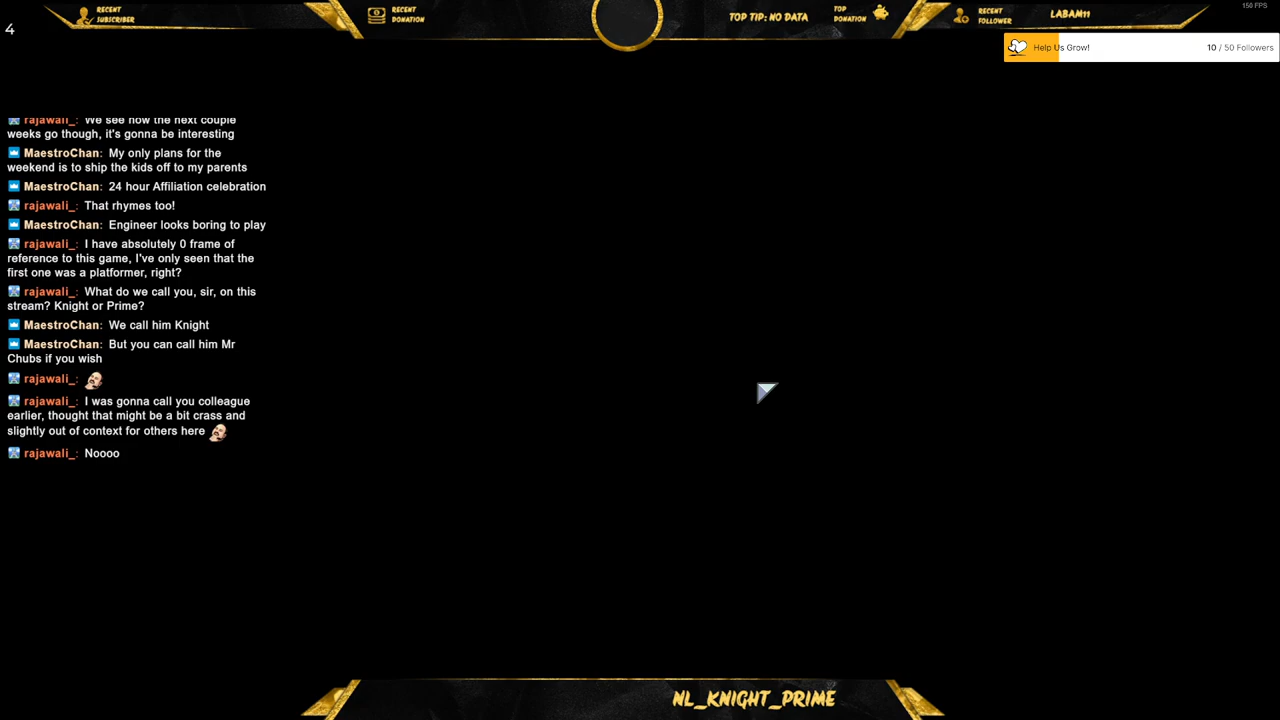 RECENT
SUBSCRIBER
RECENT
DONATION
TOP TIP: NO DATA
TOP
DONATION
RECENT
FOLLOWER
LABAM11
150 FPS
4
Help Us Grow!
10 / 50 Followers
rajawali_: We see how the next couple
weeks go though, it's gonna be interesting
MaestroChan: My only plans for the
weekend is to ship the kids off to my parents
MaestroChan: 24 hour Affiliation celebration
rajawali_: That rhymes too!
MaestroChan: Engineer looks boring to play
rajawali_: I have absolutely 0 frame of
reference to this game, I've only seen that the
first one was a platformer, right?
rajawali_: What do we call you, sir, on this
stream? Knight or Prime?
MaestroChan: We call him Knight
MaestroChan: But you can call him Mr
Chubs if you wish
rajawali_:
rajawali_: I was gonna call you colleague
earlier, thought that might be a bit crass and
slightly out of context for others here
rajawali_: Noooo
NL_KNIGHT_PRIME